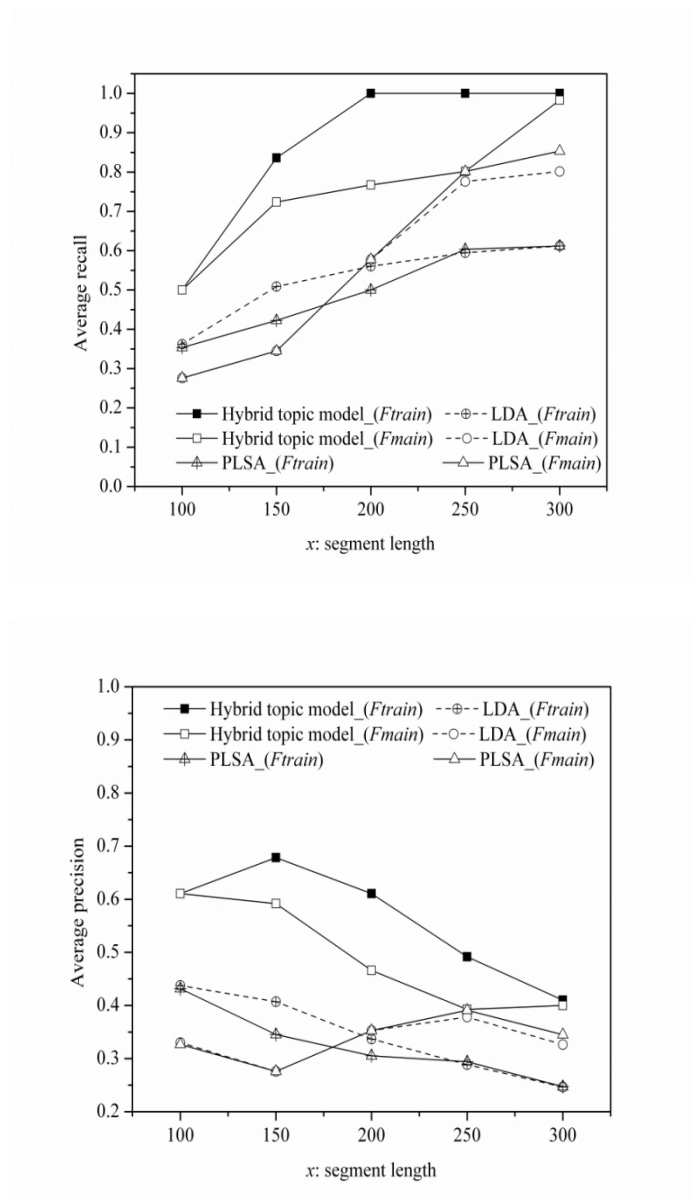 1.0
0.9
0.8
0.7
0.6
0.5
0.4
0.3
0.2
0.1
0.0
Average recall
Hybrid topic model_(Ftrain) LDA_(Ftrain)
Hybrid topic model_(Fmain) LDA_(Fmain)
PLSA_(Ftrain) PLSA_(Fmain)
100 150 200 250 300
x: segment length
1.0
0.9
0.8
0.7
0.6
0.5
0.4
0.3
0.2
Average precision
Hybrid topic model_(Ftrain) LDA_(Ftrain)
Hybrid topic model_(Fmain) LDA_(Fmain)
PLSA_(Ftrain) PLSA_(Fmain)
100 150 200 250 300
x: segment length